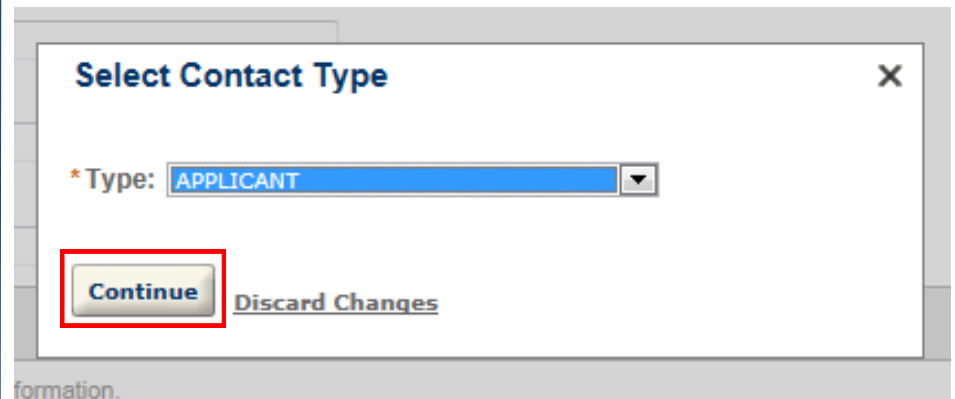 Select Contact Type
*Type: APPLICANT
Continue Discard Changes
formation.